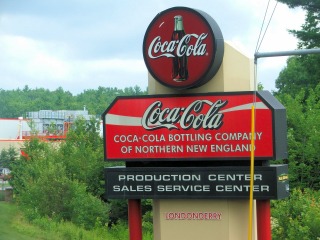 Coca-Cola
Coca-Cola
COCA-COLA BOTTLING COMPANY
OF NORTHERN NEW ENGLAND
PRODUCTION CENTER
SALES SERVICE CENTER
LONDONDERRY